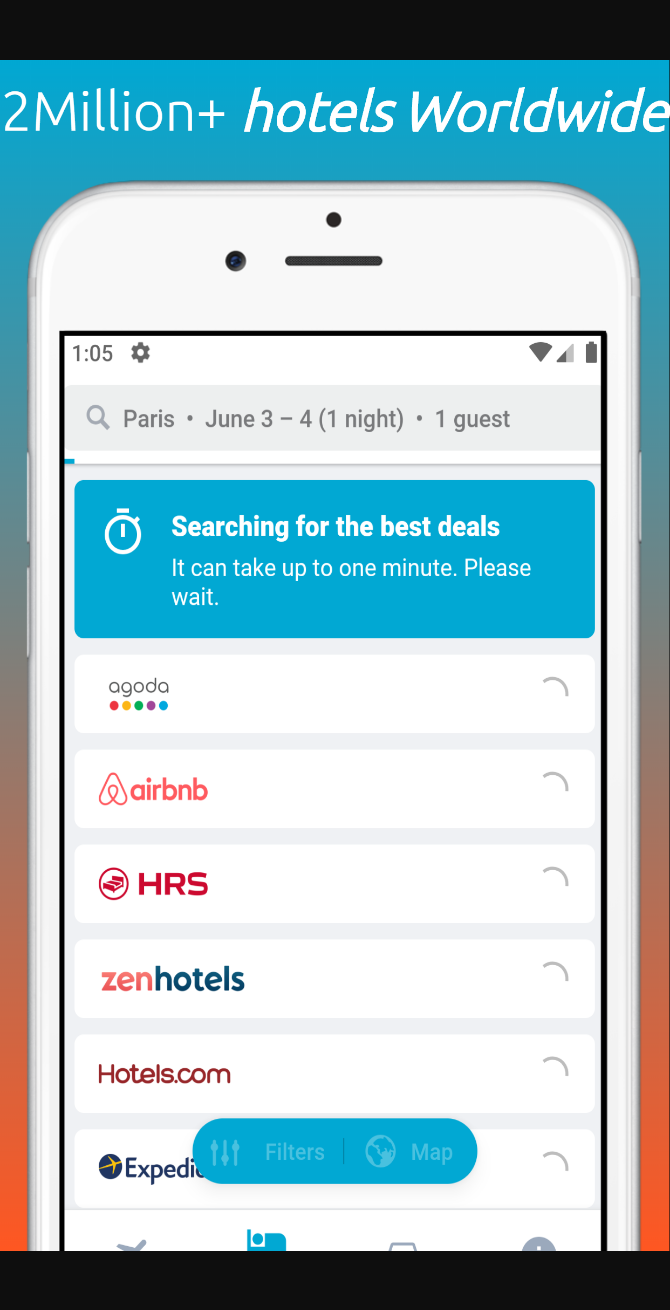 2Million+ hotels Worldwide
1:05
Paris • June 3 – 4 (1 night) • 1 guest
Searching for the best deals
It can take up to one minute. Please
wait.
agoda
airbnb
HRS
zenhotels
Hotels.com
Expedi
Filters | Map